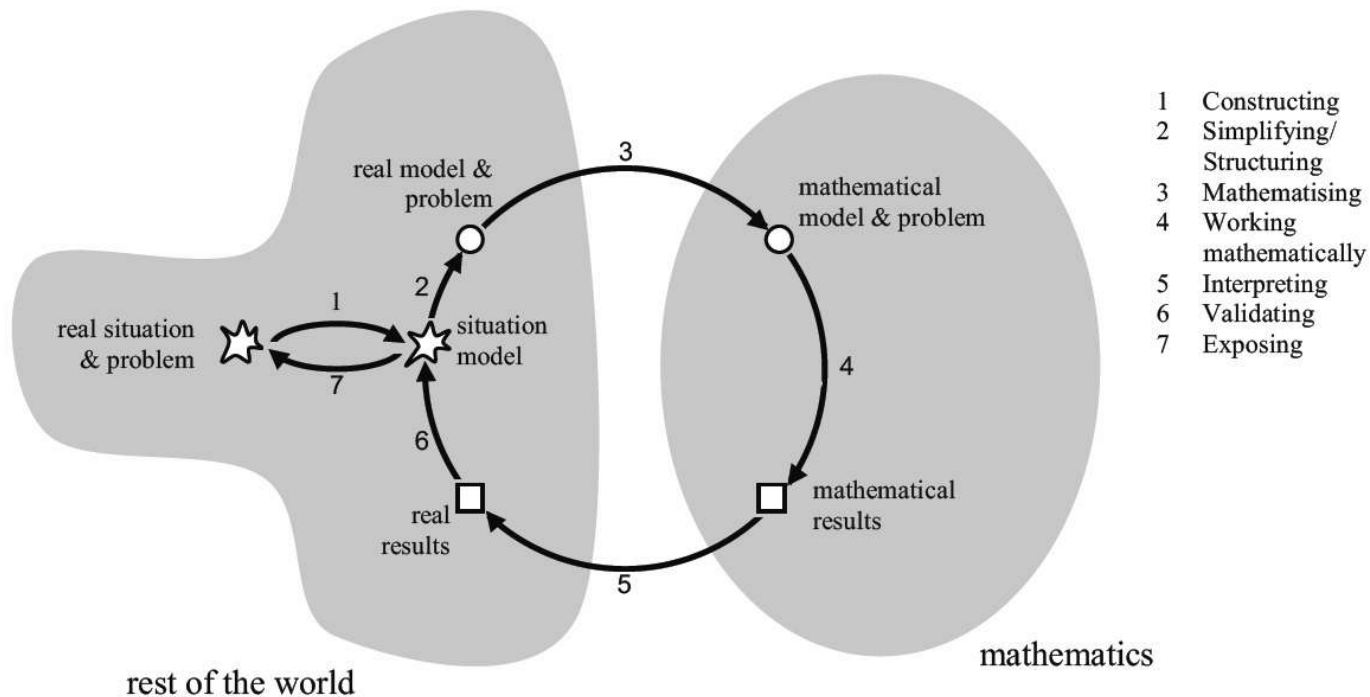 real model &
problem
3
mathematical
model & problem
2
1
real situation
& problem
situation
model
7
4
6
real
results
mathematical
results
5
rest of the world
mathematics
1 Constructing
2 Simplifying/
Structuring
3 Mathematising
4 Working
mathematically
5 Interpreting
6 Validating
7 Exposing